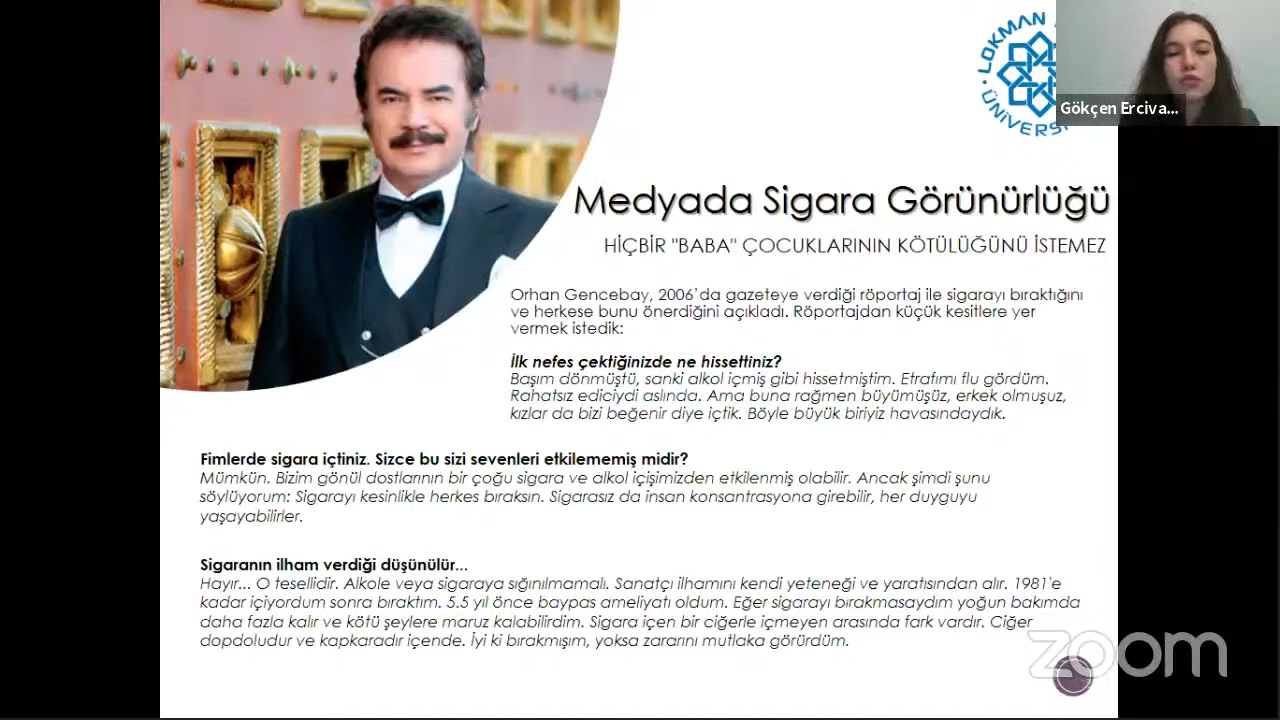 LOKMAN
ÜNİVERS
Gökçen Erciva...
Medyada Sigara Görünürlüğü
HİÇBİR "BABA" ÇOCUKLARININ KÖTÜLÜĞÜNÜ İSTEMEZ
Orhan Gencebay, 2006'da gazeteye verdiği röportaj ile sigarayı bıraktığını
ve herkese bunu önerdiğini açıkladı. Röportajdan küçük kesitlere yer
vermek istedik:
İlk nefes çektiğinizde ne hissettiniz?
Başım dönmüştü, sanki alkol içmiş gibi hissetmiştim. Etrafımı flu gördüm.
Rahatsız ediciydi aslında. Ama buna rağmen büyümüşüz, erkek olmuşuz,
kızlar da bizi beğenir diye içtik. Böyle büyük biriyiz havasındaydık.
Fimlerde sigara içtiniz. Sizce bu sizi sevenleri etkilememiş midir?
Mümkün. Bizim gönül dostlarının bir çoğu sigara ve alkol içişimizden etkilenmiş olabilir. Ancak şimdi şunu
söylüyorum: Sigarayı kesinlikle herkes bıraksın. Sigarasız da insan konsantrasyona girebilir, her duyguyu
yaşayabilirler.
Sigaranın ilham verdiği düşünülür...
Hayır... O tesellidir. Alkole veya sigaraya sığınılmamalı. Sanatçı ilhamını kendi yeteneği ve yaratısından alır. 1981'e
kadar içiyordum sonra bıraktım. 5.5 yıl önce baypas ameliyatı oldum. Eğer sigarayı bırakmasaydım yoğun bakımda
daha fazla kalır ve kötü şeylere maruz kalabilirdim. Sigara içen bir ciğerle içmeyen arasında fark vardır. Ciğer
dopdoludur ve kapkaradır içende. İyi ki bırakmışım, yoksa zararını mutlaka görürdüm.
zoom